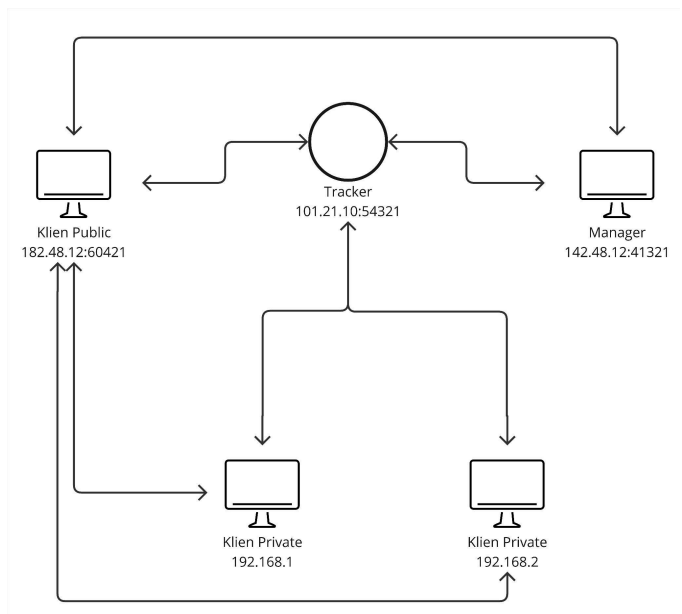 Tracker
101.21.10:54321
Klien Public
182.48.12:60421
Manager
142.48.12:41321
Klien Private
192.168.1
Klien Private
192.168.2